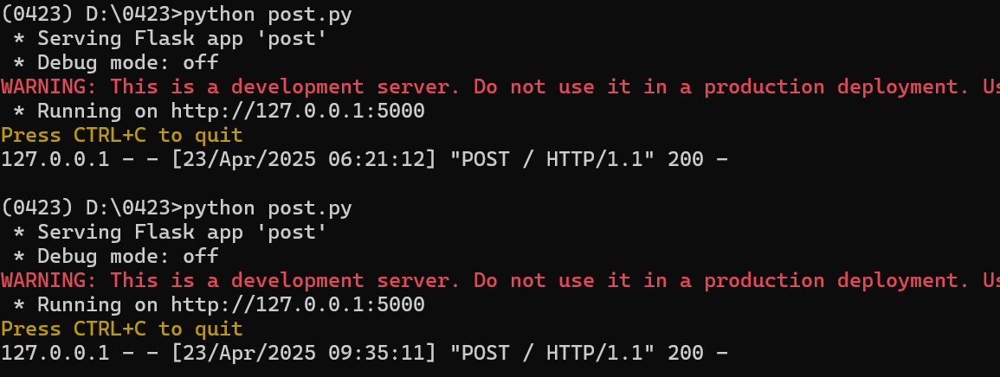 (0423) D:\0423>python post.py
 * Serving Flask app 'post'
 * Debug mode: off
WARNING: This is a development server. Do not use it in a production deployment. Us
 * Running on http://127.0.0.1:5000
Press CTRL+C to quit
127.0.0.1 - - [23/Apr/2025 06:21:12] "POST / HTTP/1.1" 200 -

(0423) D:\0423>python post.py
 * Serving Flask app 'post'
 * Debug mode: off
WARNING: This is a development server. Do not use it in a production deployment. Us
 * Running on http://127.0.0.1:5000
Press CTRL+C to quit
127.0.0.1 - - [23/Apr/2025 09:35:11] "POST / HTTP/1.1" 200 -